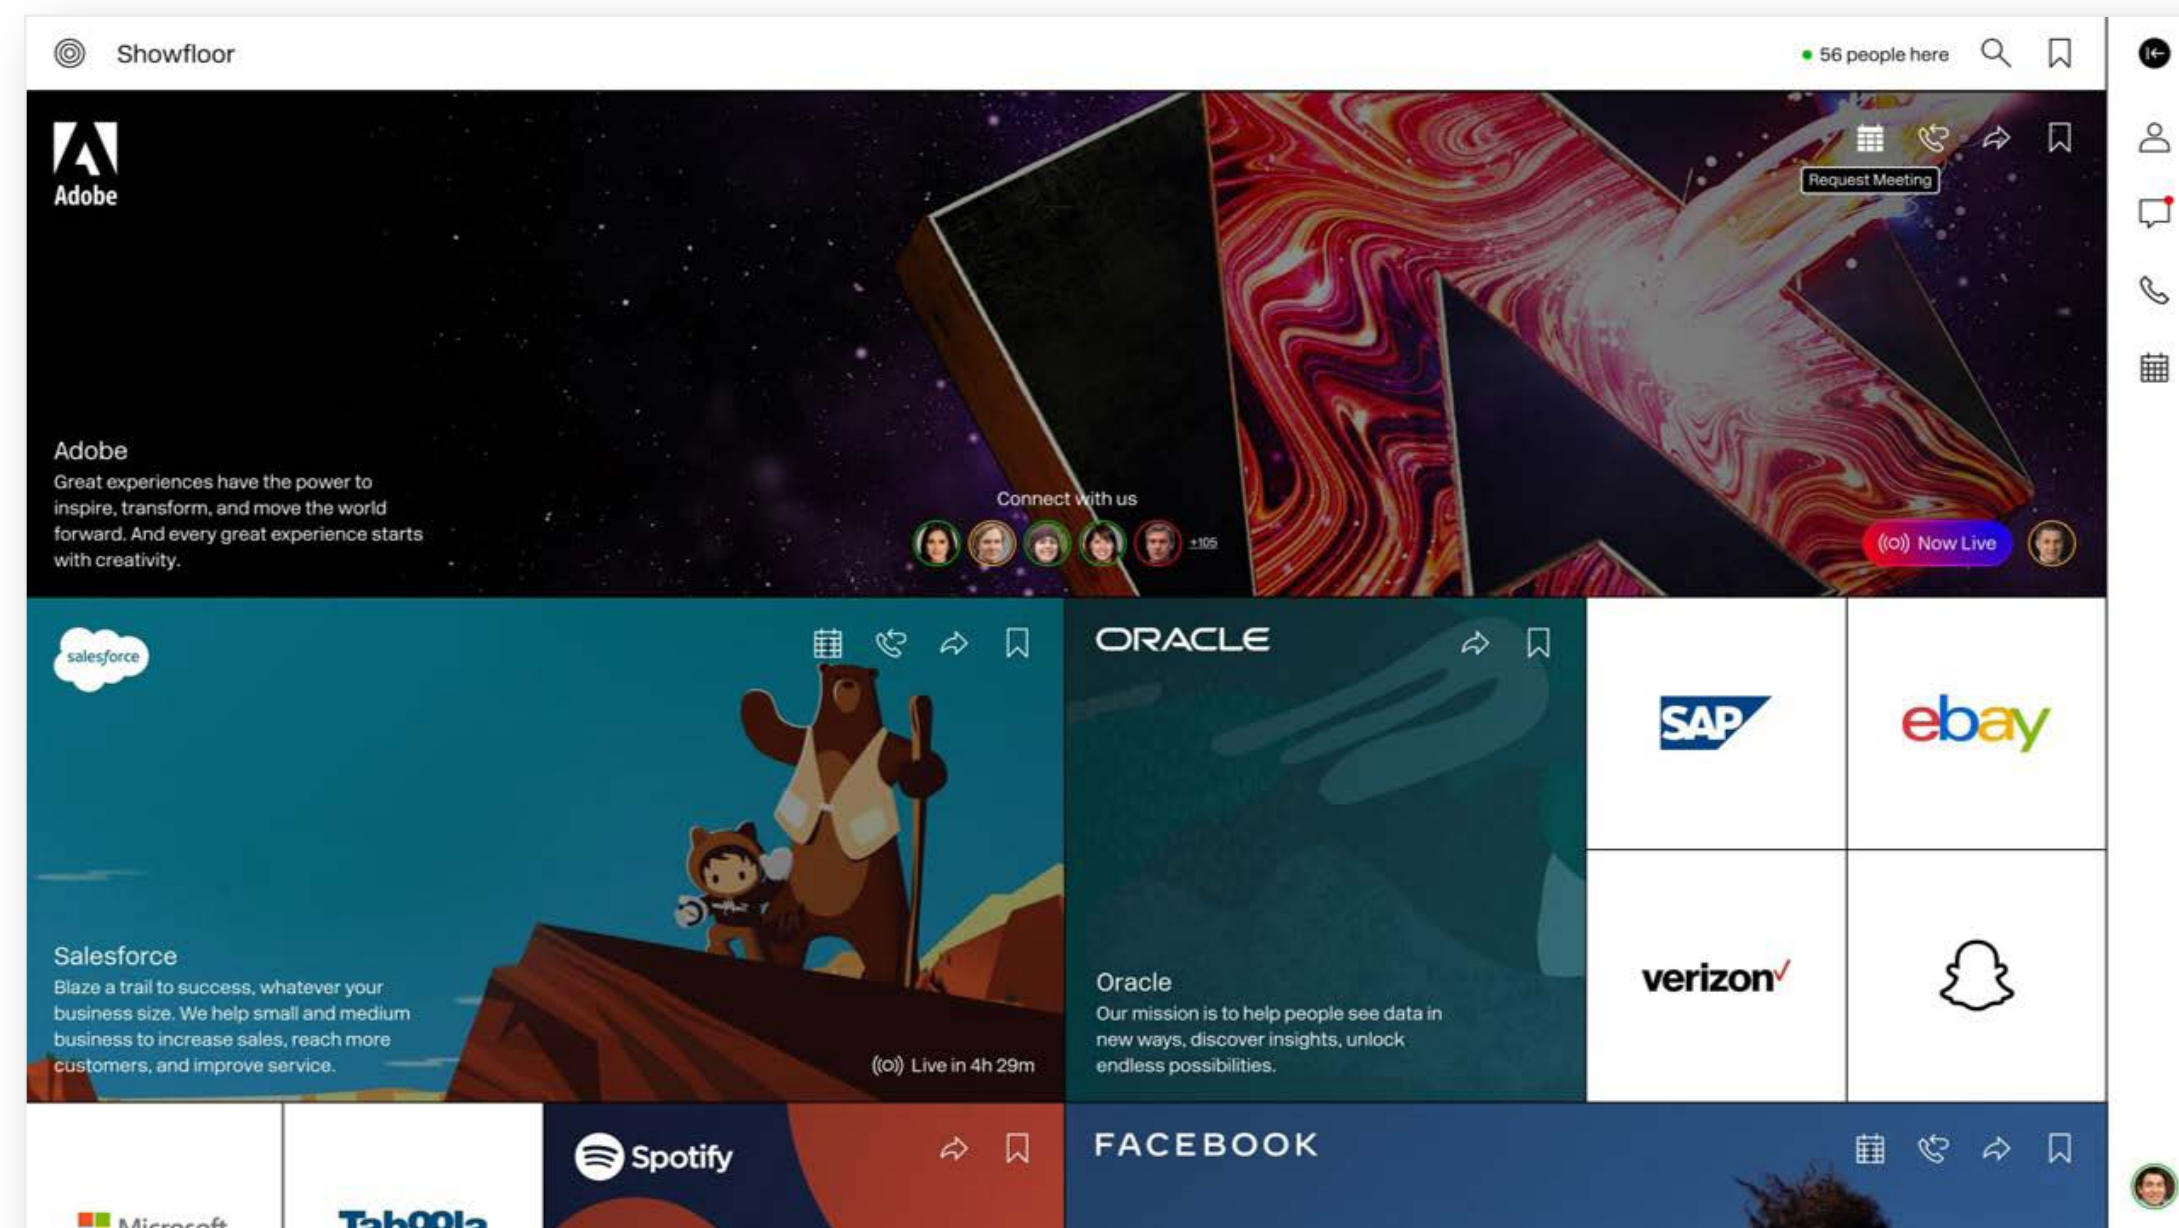 Showfloor
56 people here
Adobe
Request Meeting
Adobe
Great experiences have the power to
inspire, transform, and move the world
forward. And every great experience starts
with creativity.
Connect with us
+105
((o)) Now Live
salesforce
ORACLE
SAP
ebay
Salesforce
Blaze a trail to success, whatever your
business size. We help small and medium
business to increase sales, reach more
customers, and improve service.
((o)) Live in 4h 29m
Oracle
Our mission is to help people see data in
new ways, discover insights, unlock
endless possibilities.
verizon
Microsoft
Taboola
Spotify
FACEBOOK